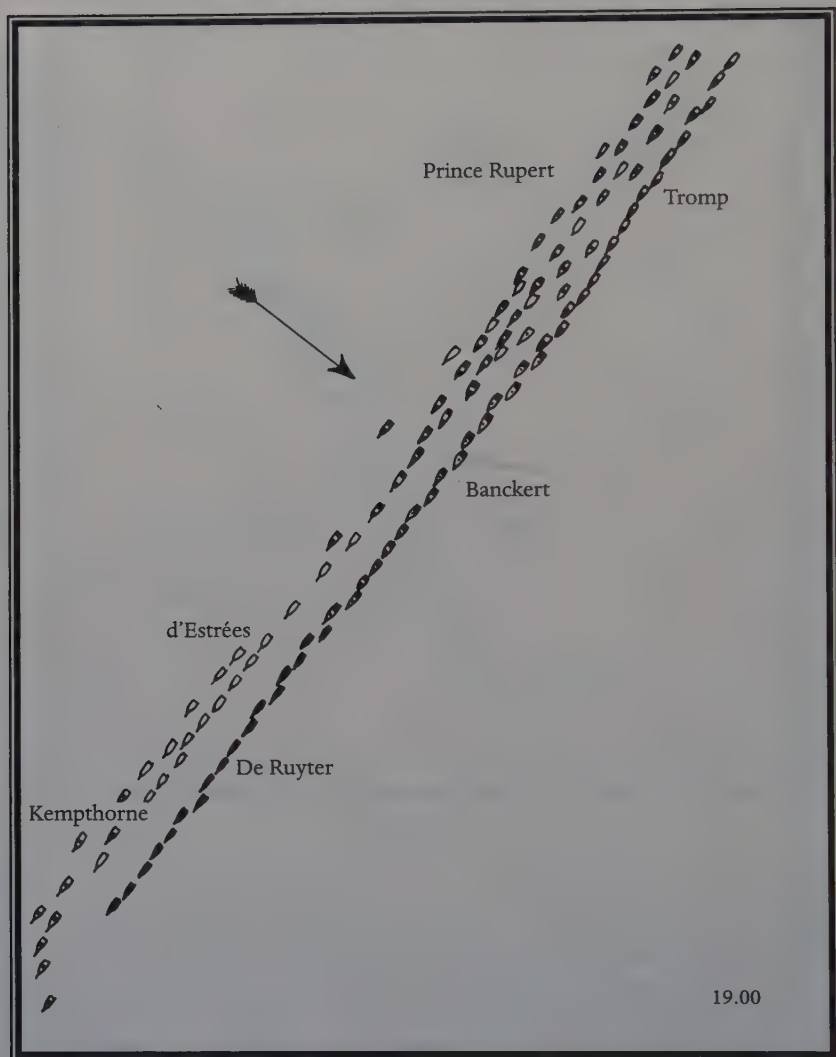 Prince Rupert
Tromp
Banckert
d'Estrées
De Ruyter
Kempthorne
19.00